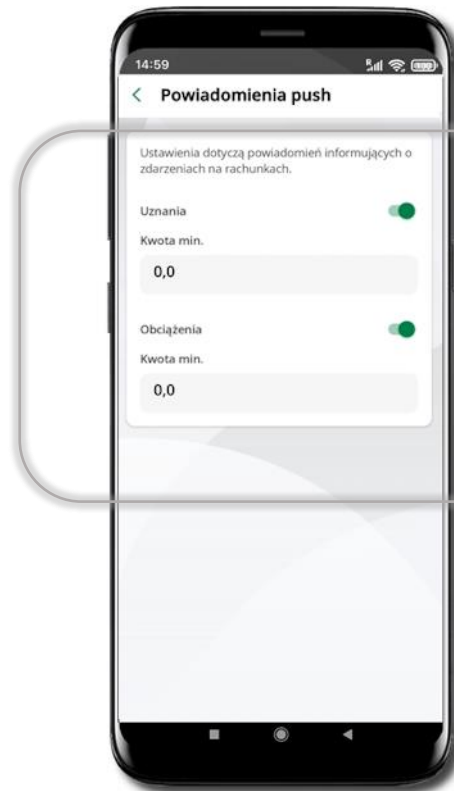 14:59
Powiadomienia push
Ustawienia dotyczą powiadomień informujących o
zdarzeniach na rachunkach.
Uznania
Kwota min.
0,0
Obciążenia
Kwota min.
0,0